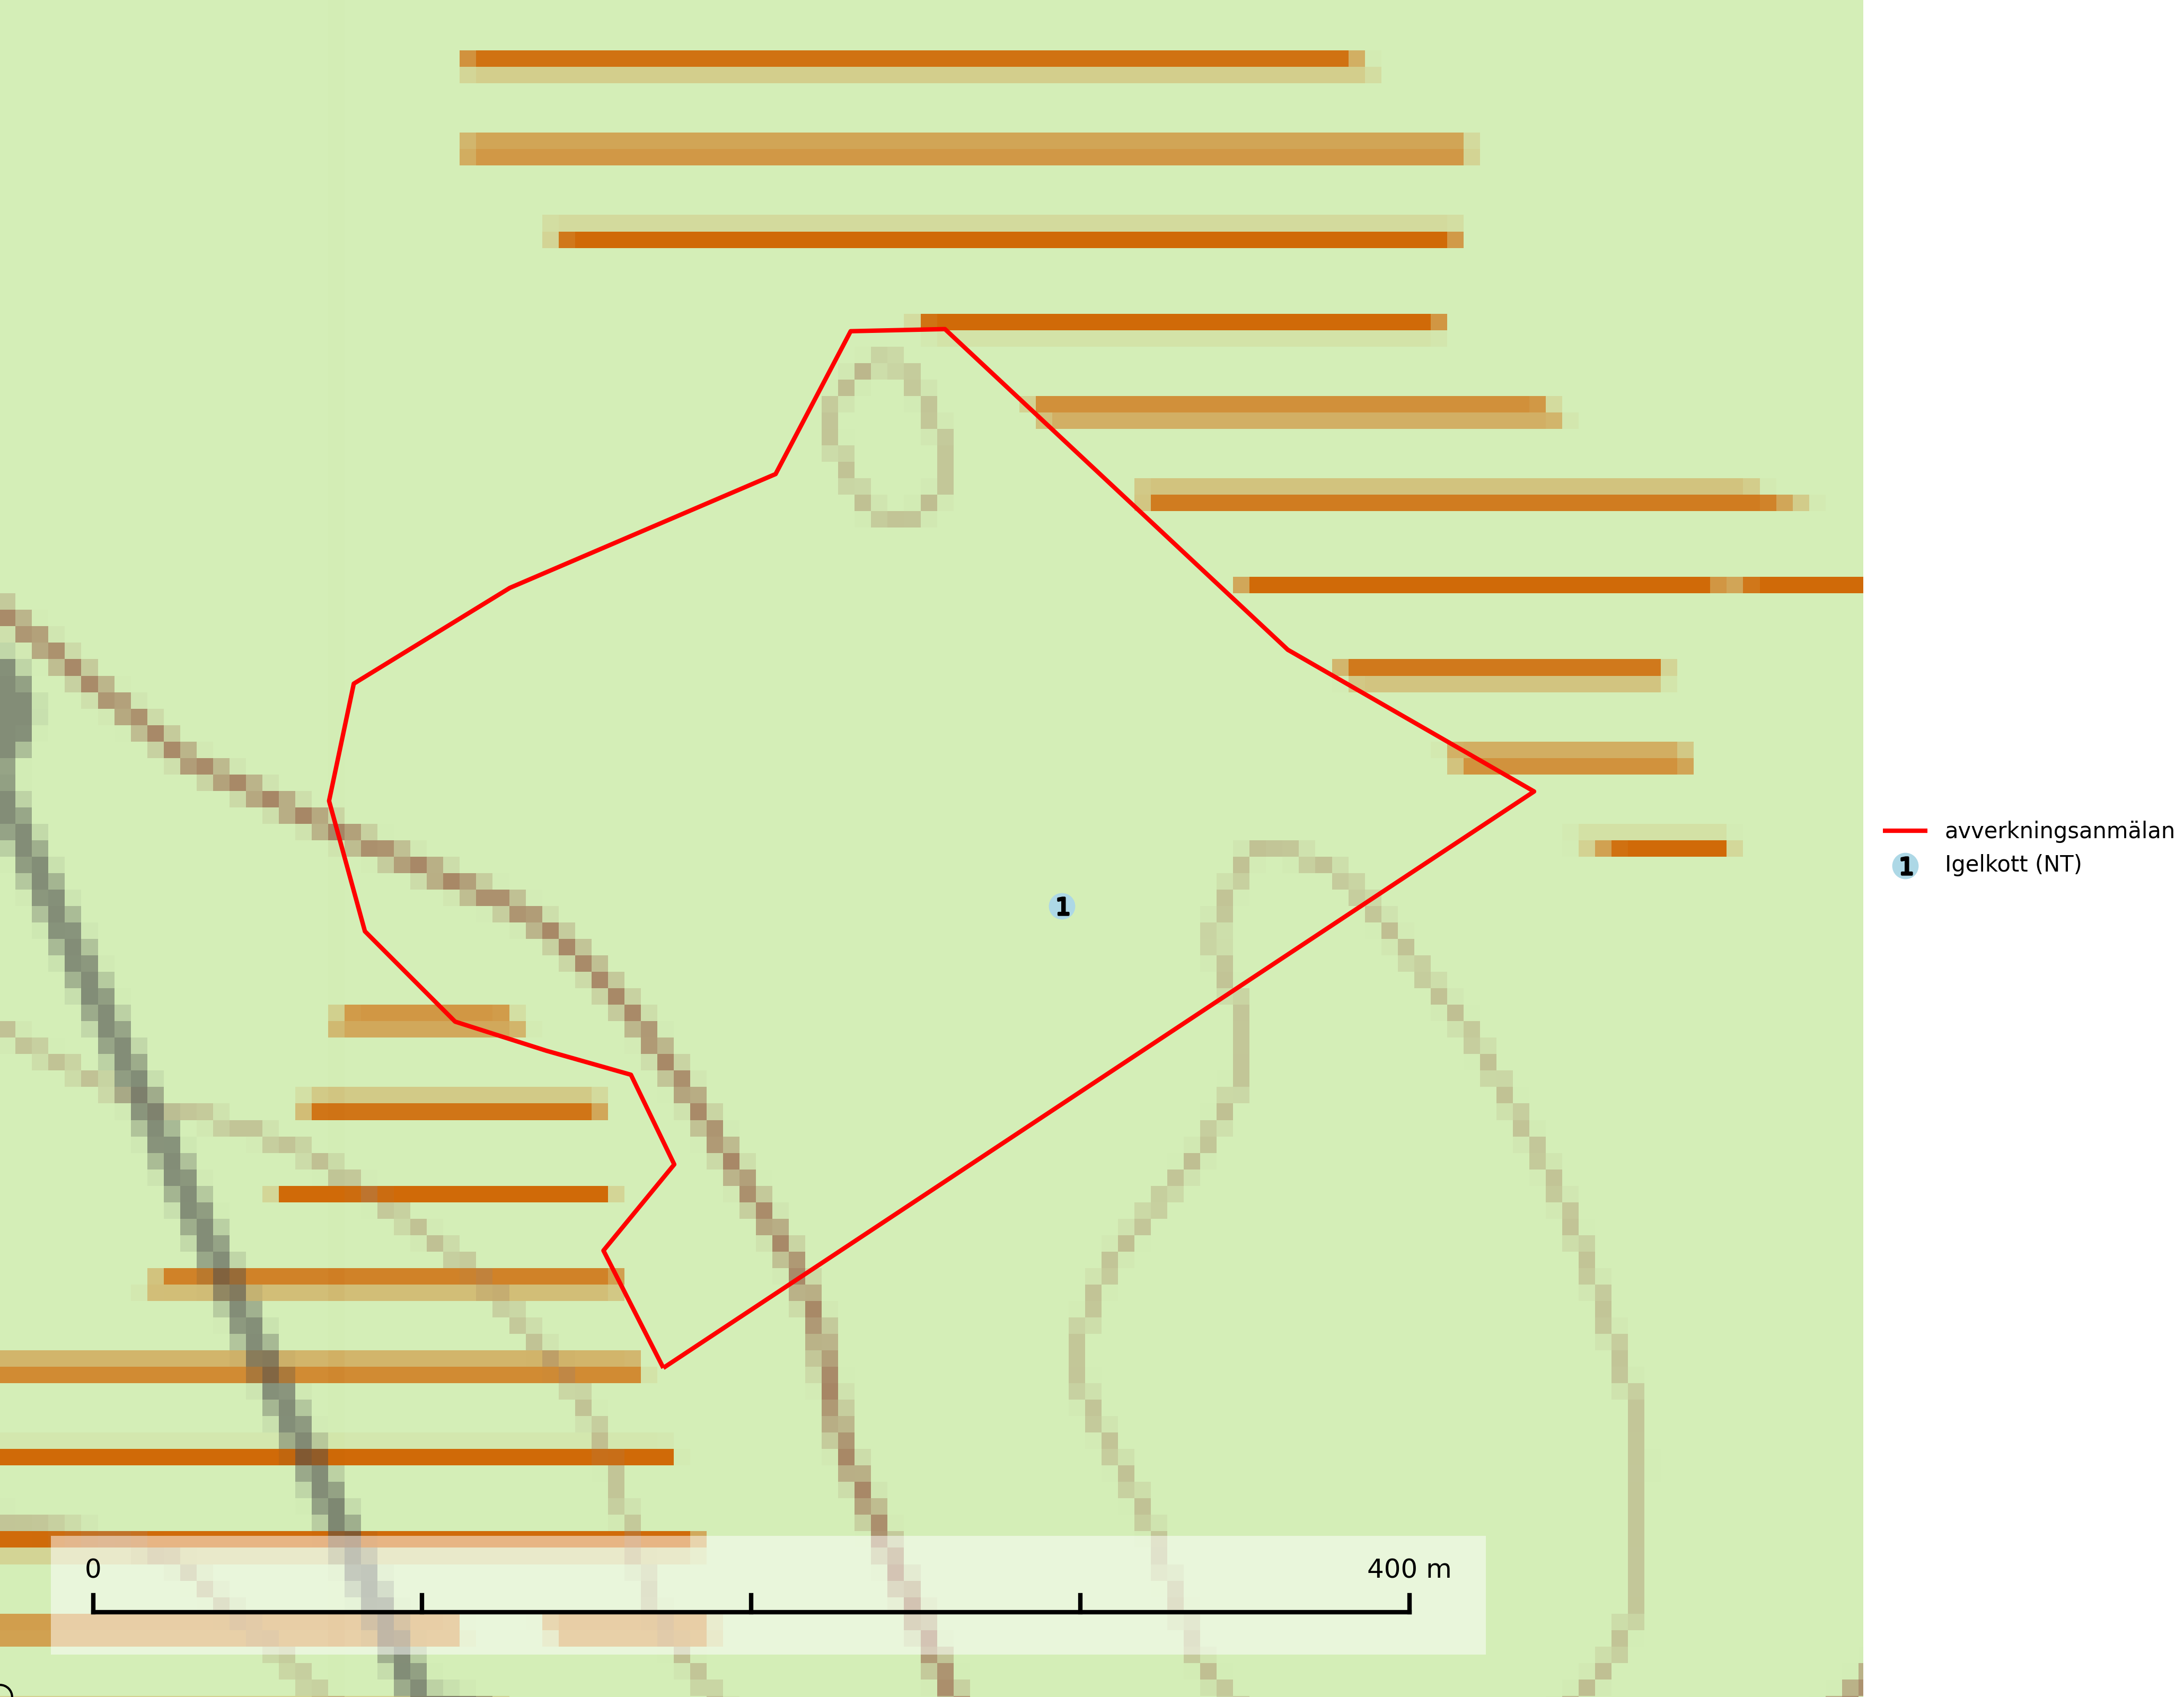 avverkningsanmälan
1 Igelkott (NT)
1
0 400 m